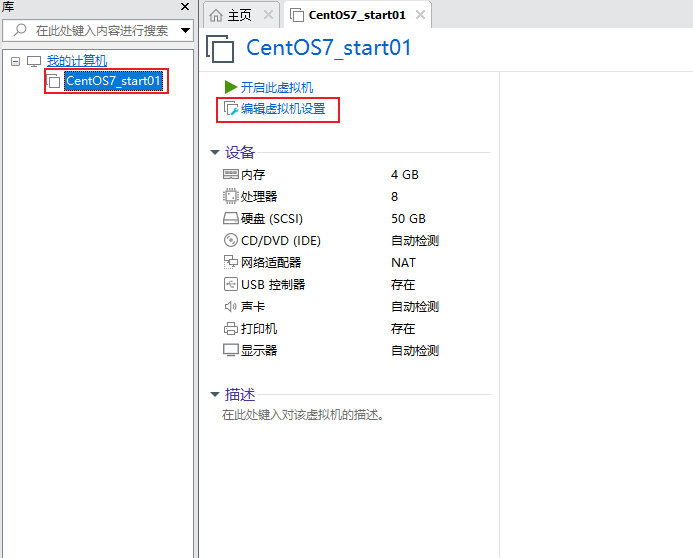 库
在此处键入内容进行搜索
我的计算机
CentOS7_start01
主页
CentOS7_start01
CentOS7_start01
开启此虚拟机
编辑虚拟机设置
设备
内存 4 GB
处理器 8
硬盘 (SCSI) 50 GB
CD/DVD (IDE) 自动检测
网络适配器 NAT
USB 控制器 存在
声卡 自动检测
打印机 存在
显示器 自动检测
描述
在此处键入对该虚拟机的描述。